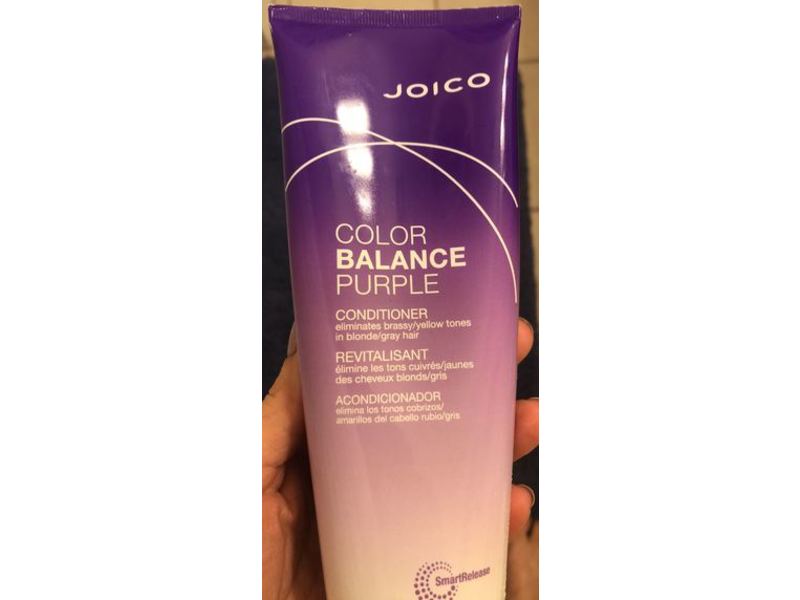 JOICO
COLOR
BALANCE
PURPLE
CONDITIONER
eliminates brassy/yellow tones
in blonde/gray hair
REVITALISANT
élimine les tons cuivrés/jaunes
des cheveux blonds/gris
ACONDICIONADOR
elimina los tonos cobrizos/
amarillos del cabello rubio/gris
SmartRelease